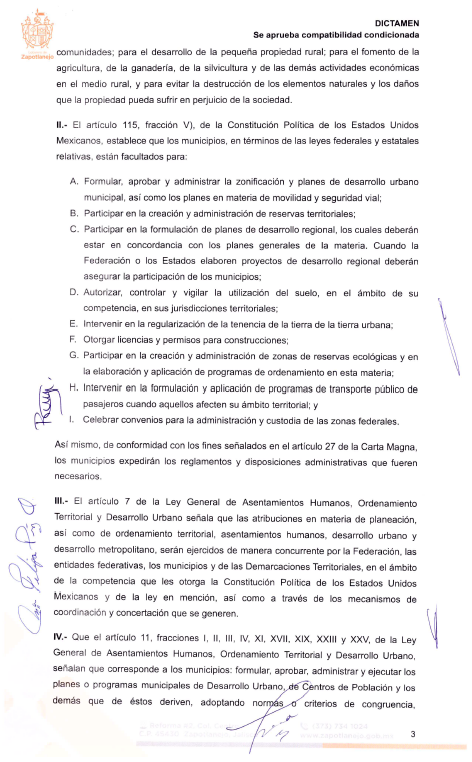 Zapotlanejo
DICTAMEN
Se aprueba compatibilidad condicionada
comunidades; para el desarrollo de la pequeña propiedad rural; para el fomento de la
agricultura, de la ganadería, de la silvicultura y de las demás actividades económicas
en el medio rural, y para evitar la destrucción de los elementos naturales y los daños
que la propiedad pueda sufrir en perjuicio de la sociedad.
II.- El artículo 115, fracción V), de la Constitución Política de los Estados Unidos
Mexicanos, establece que los municipios, en términos de las leyes federales y estatales
relativas, están facultados para:
A. Formular, aprobar y administrar la zonificación y planes de desarrollo urbano
municipal, así como los planes en materia de movilidad y seguridad vial;
B. Participar en la creación y administración de reservas territoriales;
C. Participar en la formulación de planes de desarrollo regional, los cuales deberán
estar en concordancia con los planes generales de la materia. Cuando la
Federación o los Estados elaboren proyectos de desarrollo regional deberán
asegurar la participación de los municipios;
D. Autorizar, controlar y vigilar la utilización del suelo, en el ámbito de su
competencia, en sus jurisdicciones territoriales;
E. Intervenir en la regularización de la tenencia de la tierra de la tierra urbana;
F. Otorgar licencias y permisos para construcciones;
G. Participar en la creación y administración de zonas de reservas ecológicas y en
la elaboración y aplicación de programas de ordenamiento en esta materia;
H. Intervenir en la formulación y aplicación de programas de transporte público de
pasajeros cuando aquellos afecten su ámbito territorial; y
I. Celebrar convenios para la administración y custodia de las zonas federales.
Así mismo, de conformidad con los fines señalados en el artículo 27 de la Carta Magna,
los municipios expedirán los reglamentos y disposiciones administrativas que fueren
necesarios.
III.- El artículo 7 de la Ley General de Asentamientos Humanos, Ordenamiento
Territorial y Desarrollo Urbano señala que las atribuciones en materia de planeación,
así como de ordenamiento territorial, asentamientos humanos, desarrollo urbano y
desarrollo metropolitano, serán ejercidos de manera concurrente por la Federación, las
entidades federativas, los municipios y de las Demarcaciones Territoriales, en el ámbito
de la competencia que les otorga la Constitución Política de los Estados Unidos
Mexicanos y de la ley en mención, así como a través de los mecanismos de
coordinación y concertación que se generen.
IV.- Que el artículo 11, fracciones I, II, III, IV, XI, XVII, XIX, XXIII y XXV, de la Ley
General de Asentamientos Humanos, Ordenamiento Territorial y Desarrollo Urbano,
señalan que corresponde a los municipios: formular, aprobar, administrar y ejecutar los
planes o programas municipales de Desarrollo Urbano, de Centros de Población y los
demás que de éstos deriven, adoptando normas o criterios de congruencia,
3